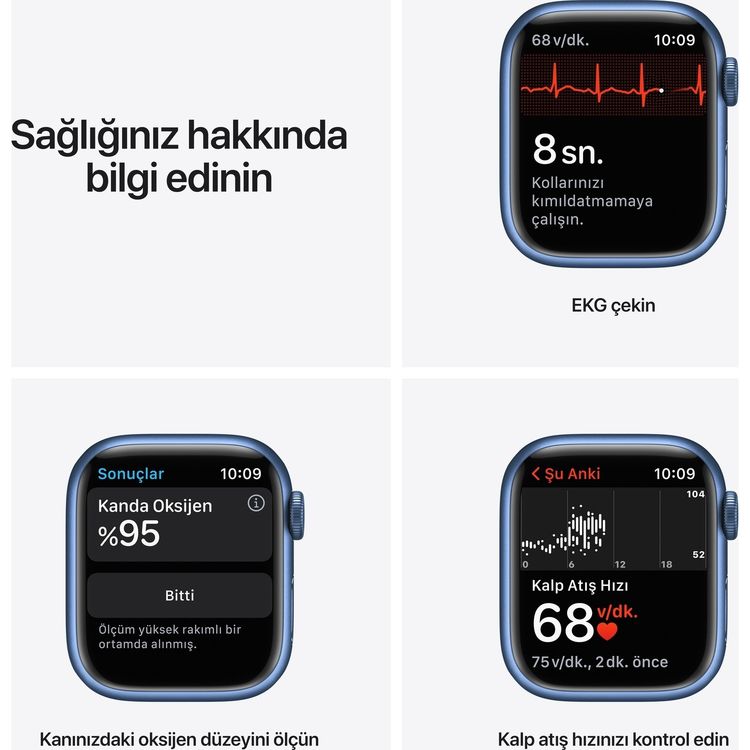 Sağlığınız hakkında
bilgi edinin
68 v/dk. 10:09
8 sn.
Kollarınızı
kımıldatmamaya
çalışın.
EKG çekin
Sonuçlar 10:09
Kanda Oksijen
%95
Bitti
Ölçüm yüksek rakımlı bir
ortamda alınmış.
Kanınızdaki oksijen düzeyini ölçün
Şu Anki 10:09
104
52
0 6 12 18
Kalp Atış Hızı
68 v/dk.
75 v/dk., 2 dk. önce
Kalp atış hızınızı kontrol edin